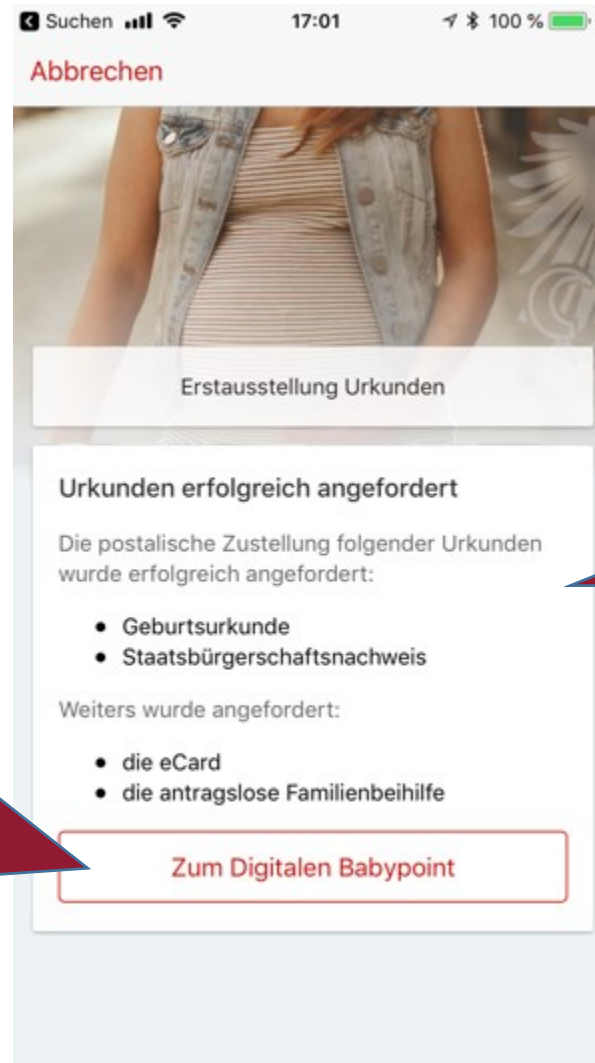 Suchen 17:01 100 %
Abbrechen
Erstausstellung Urkunden
Urkunden erfolgreich angefordert
Die postalische Zustellung folgender Urkunden
wurde erfolgreich angefordert:
• Geburtsurkunde
• Staatsbürgerschaftsnachweis
Weiters wurde angefordert:
• die eCard
• die antragslose Familienbeihilfe
Zum Digitalen Babypoint